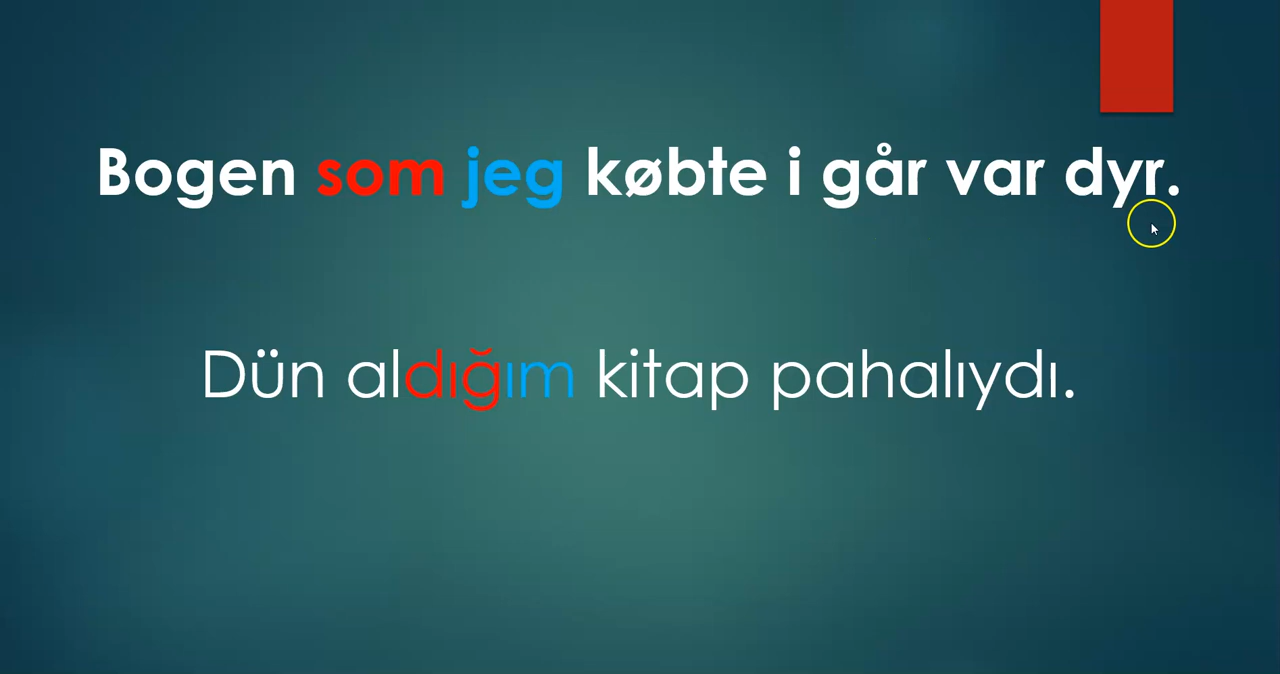 Bogen som jeg købte i går var dyr.
Dün aldığım kitap pahalıydı.